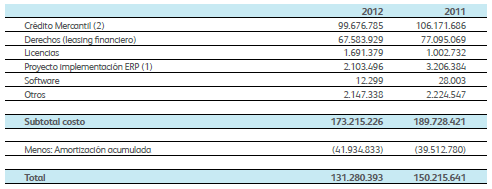 2012 2011
Crédito Mercantil (2) 99.676.785 106.171.686
Derechos (leasing financiero) 67.583.929 77.095.069
Licencias 1.691.379 1.002.732
Proyecto implementación ERP (1) 2.103.496 3.206.384
Software 12.299 28.003
Otros 2.147.338 2.224.547
Subtotal costo 173.215.226 189.728.421
Menos: Amortización acumulada (41.934.833) (39.512.780)
Total 131.280.393 150.215.641